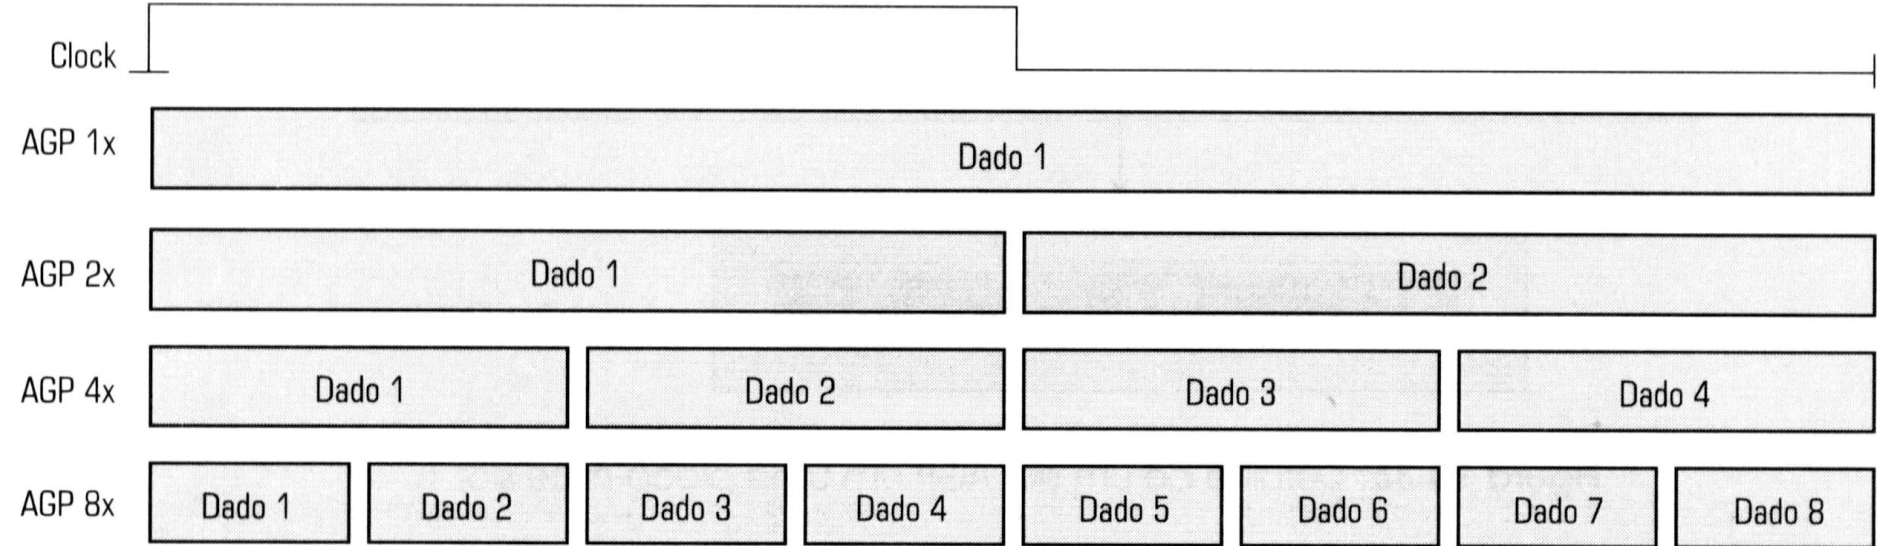 Clock
AGP 1x
Dado 1
AGP 2x
Dado 1 Dado 2
AGP 4x
Dado 1 Dado 2 Dado 3 Dado 4
AGP 8x
Dado 1 Dado 2 Dado 3 Dado 4 Dado 5 Dado 6 Dado 7 Dado 8